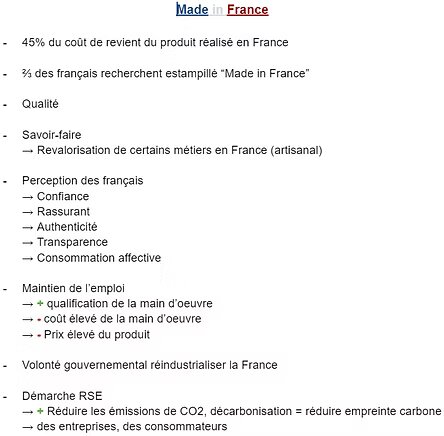 Made in France
- 45% du coût de revient du produit réalisé en France
- ⅔ des français recherchent estampillé “Made in France”
- Qualité
- Savoir-faire
→ Revalorisation de certains métiers en France (artisanal)
- Perception des français
→ Confiance
→ Rassurant
→ Authenticité
→ Transparence
→ Consommation affective
- Maintien de l’emploi
→ + qualification de la main d’oeuvre
→ - coût élevé de la main d’oeuvre
→ - Prix élevé du produit
- Volonté gouvernemental réindustrialiser la France
- Démarche RSE
→ + Réduire les émissions de CO2, décarbonisation = réduire empreinte carbone
→ des entreprises, des consommateurs